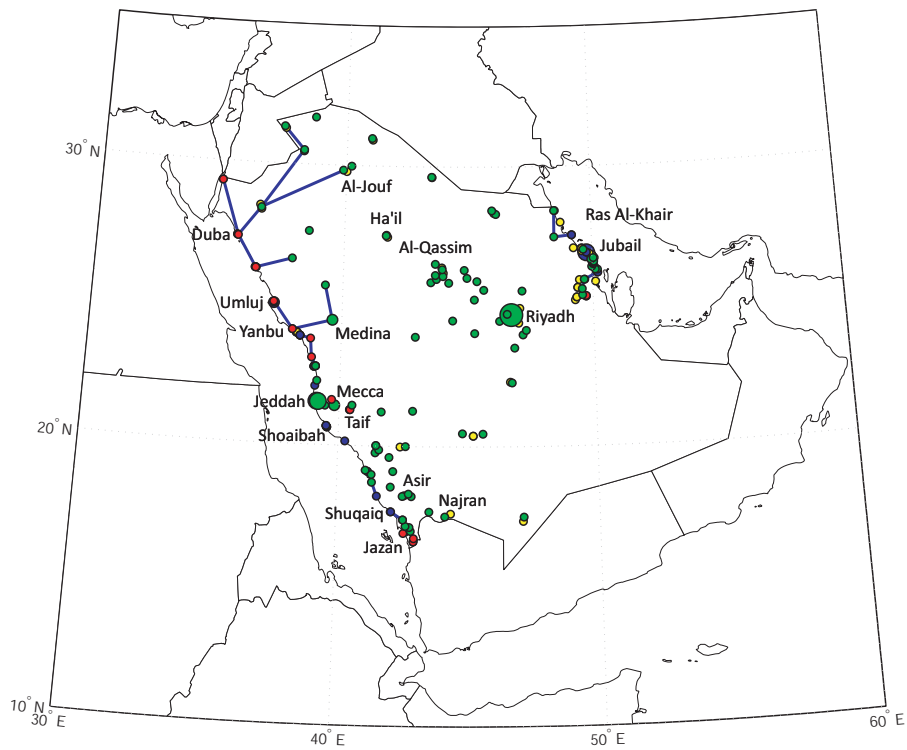 30° N
Al-Jouf
Ha'il
Ras Al-Khair
Duba
Al-Qassim
Jubail
Umluj
Riyadh
Yanbu
Medina
Mecca
Jeddah
Taif
20° N
Shoaibah
Asir
Najran
Shuqaiq
Jazan
10° N
30° E
40° E
50° E
60° E